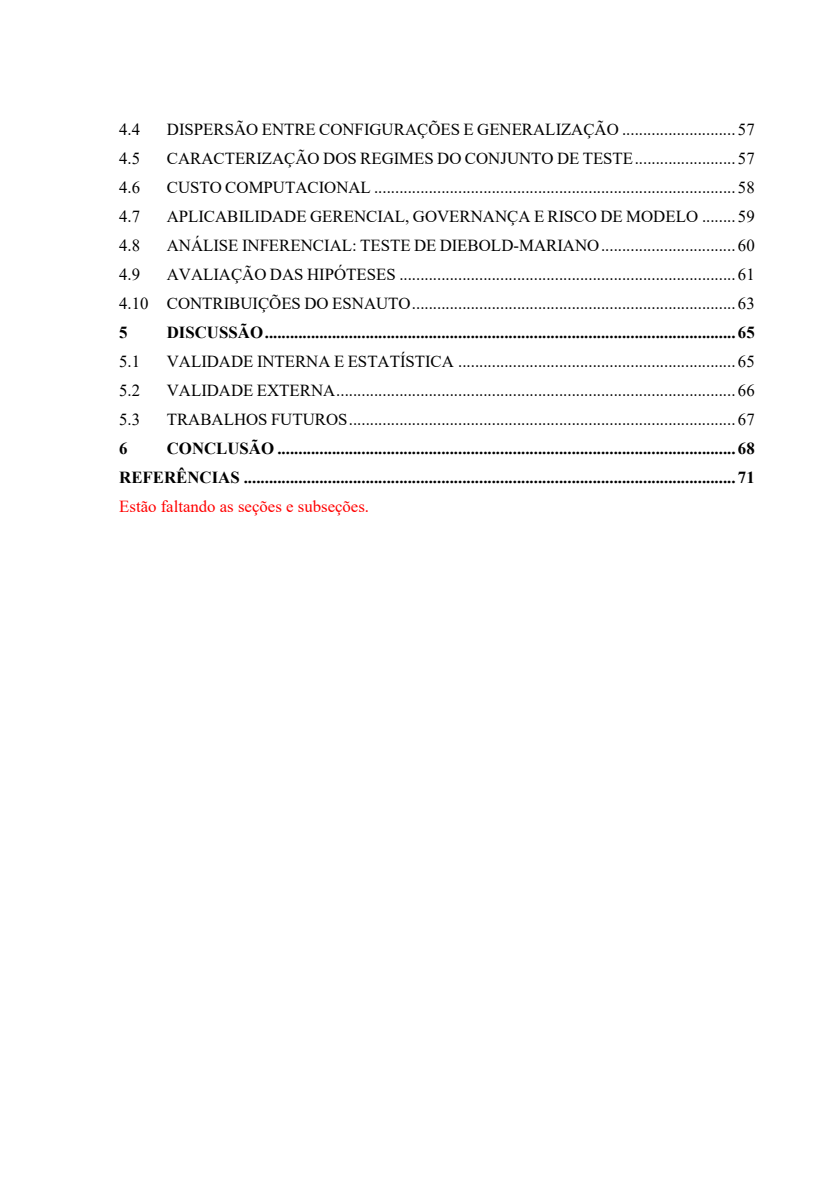 4.4 DISPERSÃO ENTRE CONFIGURAÇÕES E GENERALIZAÇÃO ........................... 57
4.5 CARACTERIZAÇÃO DOS REGIMES DO CONJUNTO DE TESTE ........................ 57
4.6 CUSTO COMPUTACIONAL ..................................................................................... 58
4.7 APLICABILIDADE GERENCIAL, GOVERNANÇA E RISCO DE MODELO ........ 59
4.8 ANÁLISE INFERENCIAL: TESTE DE DIEBOLD-MARIANO ................................ 60
4.9 AVALIAÇÃO DAS HIPÓTESES ............................................................................... 61
4.10 CONTRIBUIÇÕES DO ESNAUTO ............................................................................ 63
5 DISCUSSÃO ................................................................................................................ 65
5.1 VALIDADE INTERNA E ESTATÍSTICA ................................................................. 65
5.2 VALIDADE EXTERNA .............................................................................................. 66
5.3 TRABALHOS FUTUROS ........................................................................................... 67
6 CONCLUSÃO ............................................................................................................. 68
REFERÊNCIAS ..................................................................................................................... 71
Estão faltando as seções e subseções.